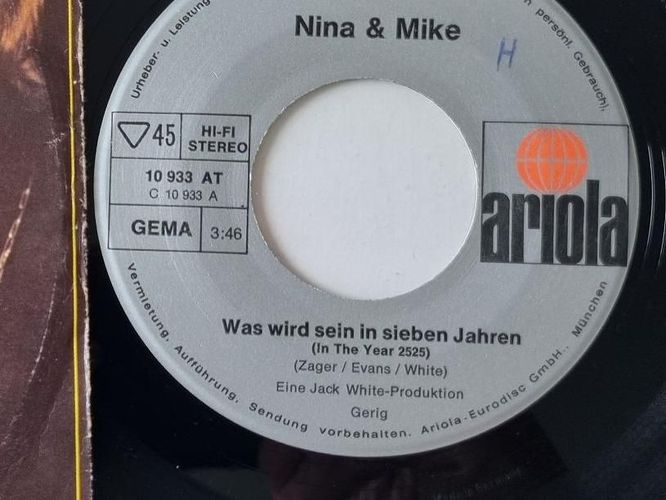 Urheber- u. Leistung
persönl. Gebrauch),
Nina & Mike
H
▽45
HI-FI
STEREO
10 933 AT
C 10 933 A
GEMA
3:46
ariola
Was wird sein in sieben Jahren
(In The Year 2525)
(Zager / Evans / White)
Eine Jack White-Produktion
Gerig
Vermietung, Aufführung, Sendung vorbehalten. Ariola-Eurodisc GmbH., München